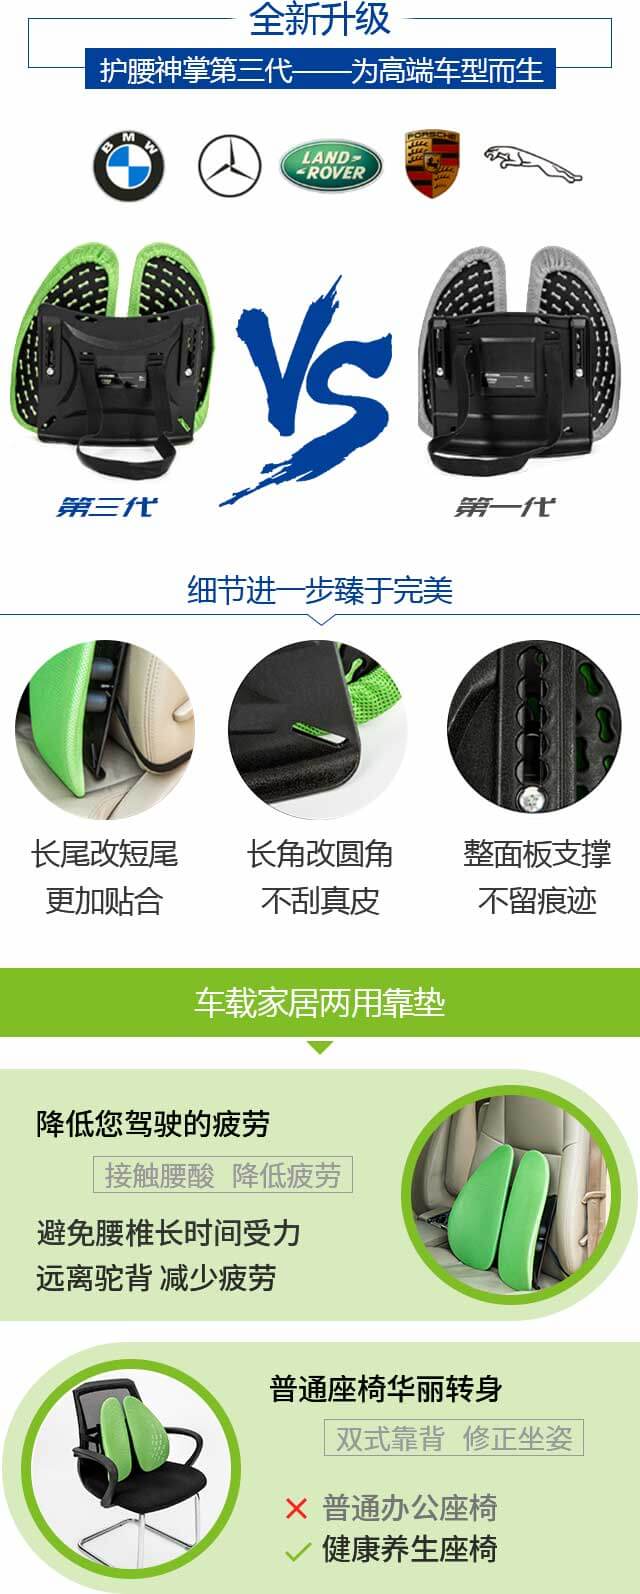 全新升级
护腰神掌第三代——为高端车型而生
BMW
LAND-
ROVER
PORSCHE
VS
第三代
第一代
细节进一步臻于完美
长尾改短尾
更加贴合
长角改圆角
不刮真皮
整面板支撑
不留痕迹
车载家居两用靠垫
降低您驾驶的疲劳
接触腰酸 降低疲劳
避免腰椎长时间受力
远离驼背 减少疲劳
普通座椅华丽转身
双式靠背 修正坐姿
普通办公座椅
健康养生座椅